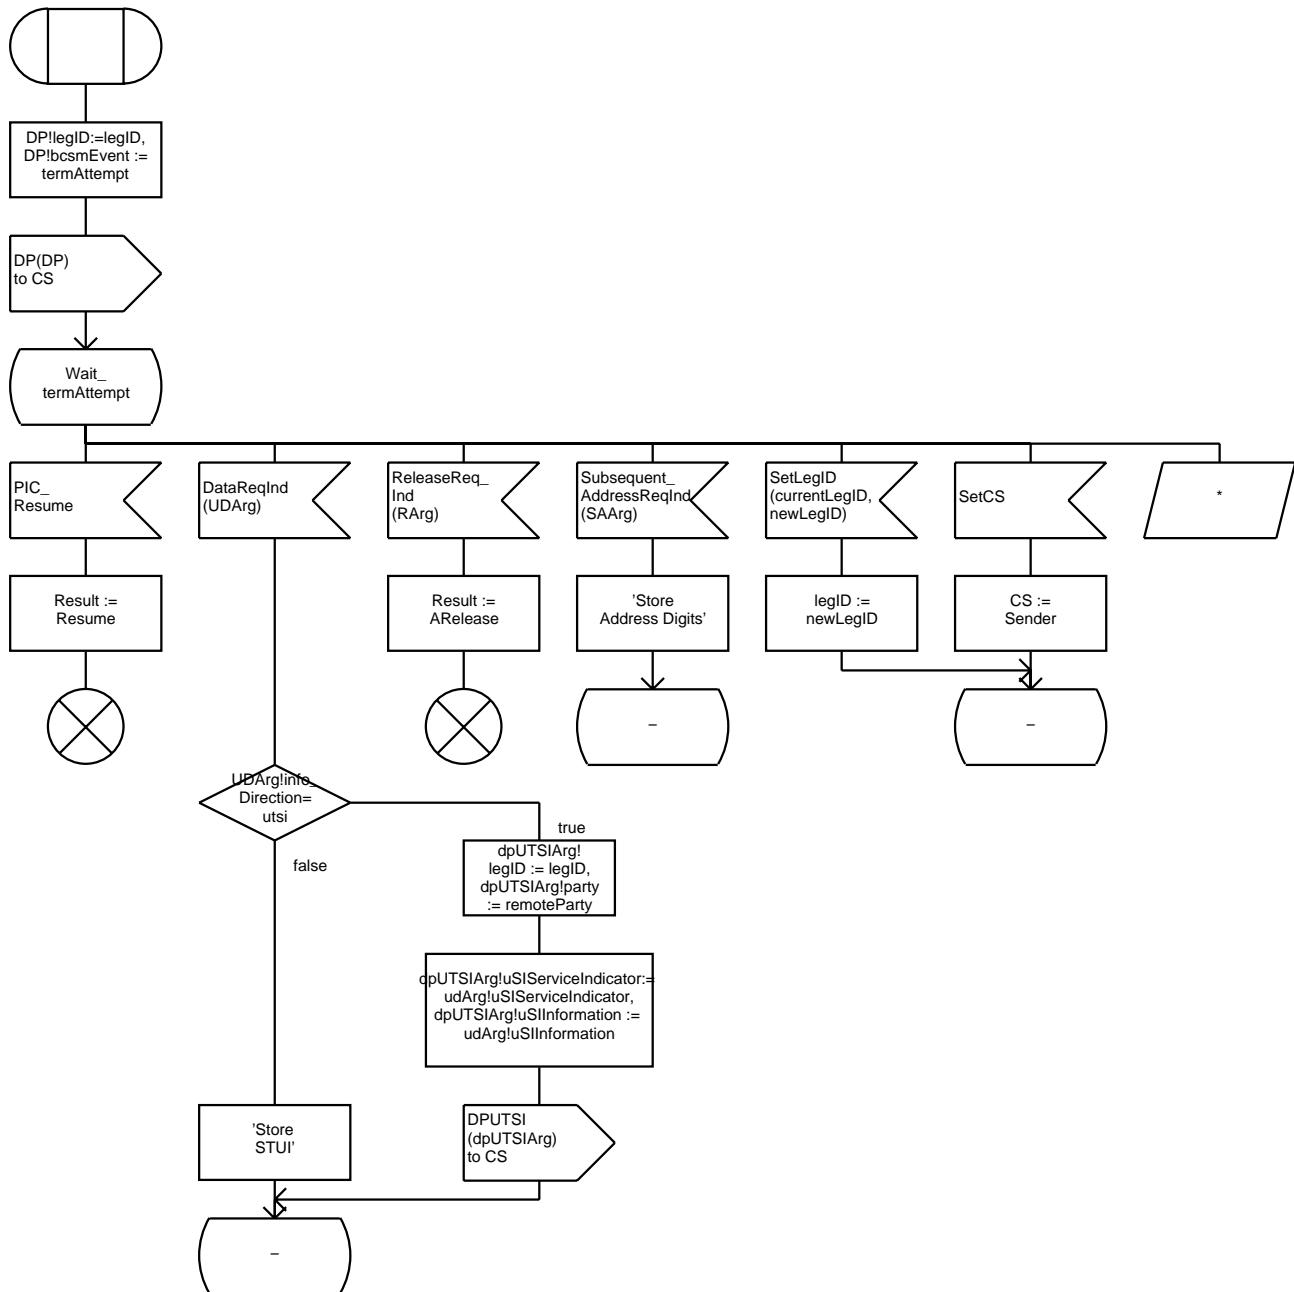 DP!legID:=legID,
DP!bcsmEvent :=
termAttempt
DP(DP)
to CS
Wait_
termAttempt
PIC_
Resume
DataReqInd
(UDArg)
ReleaseReq_
Ind
(RArg)
Subsequent_
AddressReqInd
(SAArg)
SetLegID
(currentLegID,
newLegID)
SetCS
*
Result :=
Resume
Result :=
ARelease
’Store
Address Digits’
legID :=
newLegID
CS :=
Sender
–
–
UDArg!info_
Direction=
utsi
true
false
dpUTSIArg!
legID := legID,
dpUTSIArg!party
:= remoteParty
dpUTSIArg!uSIServiceIndicator:=
udArg!uSIServiceIndicator,
dpUTSIArg!uSIInformation :=
udArg!uSIInformation
’Store
STUI’
DPUTSI
(dpUTSIArg)
to CS
–